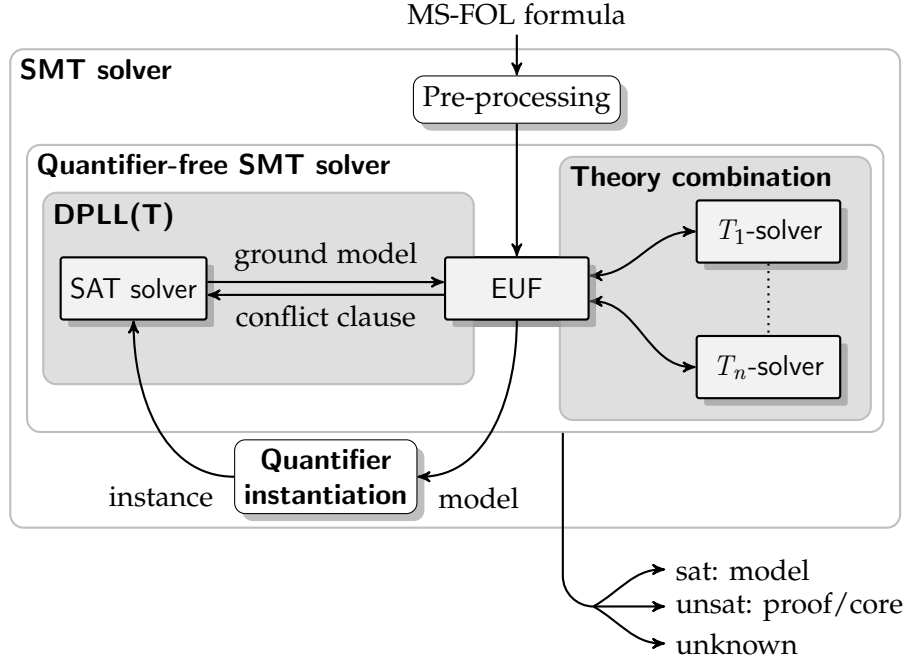 MS-FOL formula
SMT solver
Pre-processing
Quantifier-free SMT solver
Theory combination
DPLL(T)
T₁-solver
ground model
SAT solver
EUF
conflict clause
Tₙ-solver
Quantifier
instantiation
instance
model
sat: model
unsat: proof/core
unknown